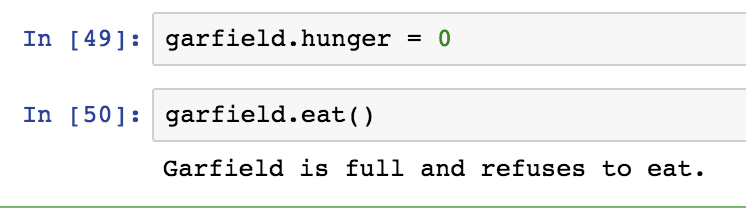 In [49]: garfield.hunger = 0
In [50]: garfield.eat()
Garfield is full and refuses to eat.